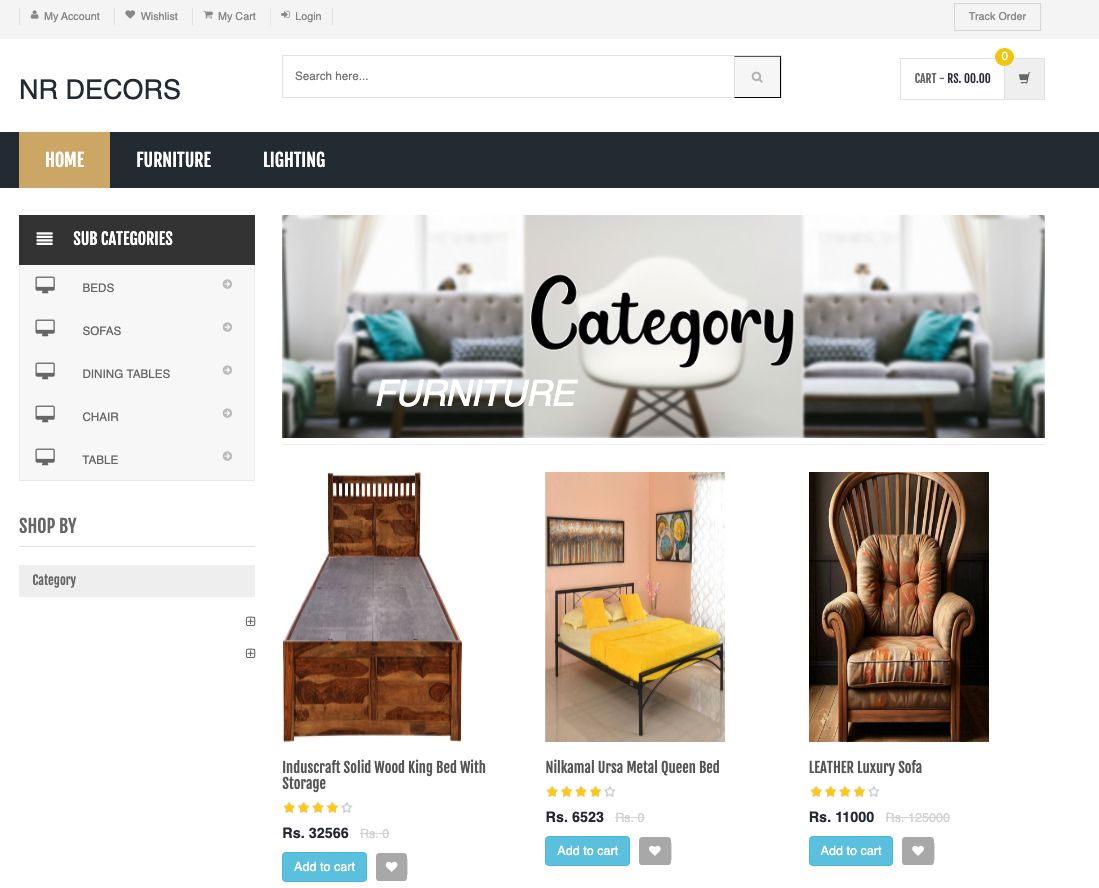 My Account
Wishlist
My Cart
Login
Track Order
NR DECORS
Search here...
0
CART - RS. 00.00
HOME
FURNITURE
LIGHTING
SUB CATEGORIES
BEDS
SOFAS
DINING TABLES
CHAIR
TABLE
SHOP BY
Category
Category
FURNITURE
Induscraft Solid Wood King Bed With
Storage
Rs. 32566 Rs. 0
Add to cart
Nilkamal Ursa Metal Queen Bed
Rs. 6523 Rs. 0
Add to cart
LEATHER Luxury Sofa
Rs. 11000 Rs. 125000
Add to cart